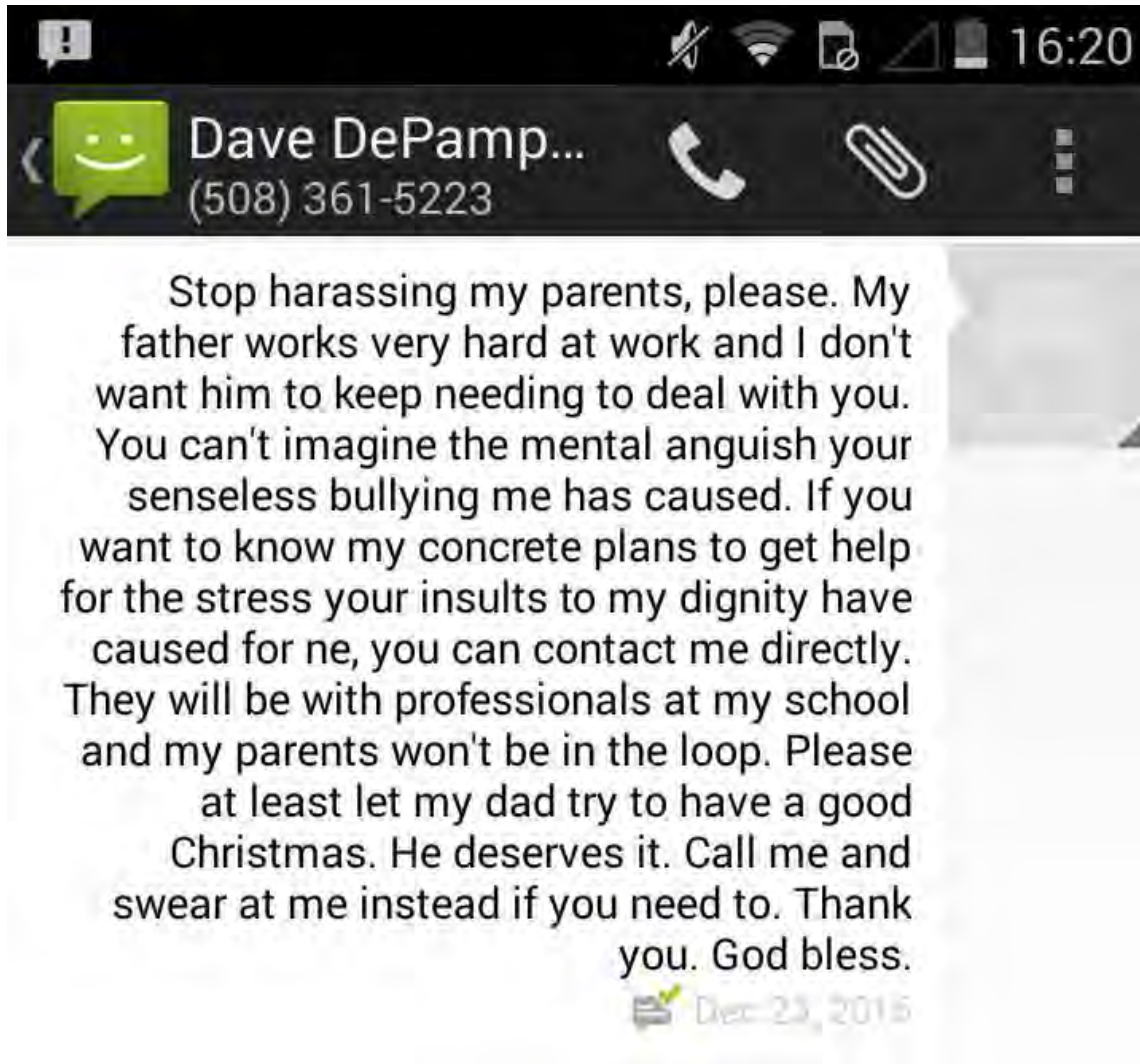 16:20
Dave DePamp...
(508) 361-5223
Stop harassing my parents, please. My
father works very hard at work and I don't
want him to keep needing to deal with you.
You can't imagine the mental anguish your
senseless bullying me has caused. If you
want to know my concrete plans to get help
for the stress your insults to my dignity have
caused for ne, you can contact me directly.
They will be with professionals at my school
and my parents won't be in the loop. Please
at least let my dad try to have a good
Christmas. He deserves it. Call me and
swear at me instead if you need to. Thank
you. God bless.
Dec 23,